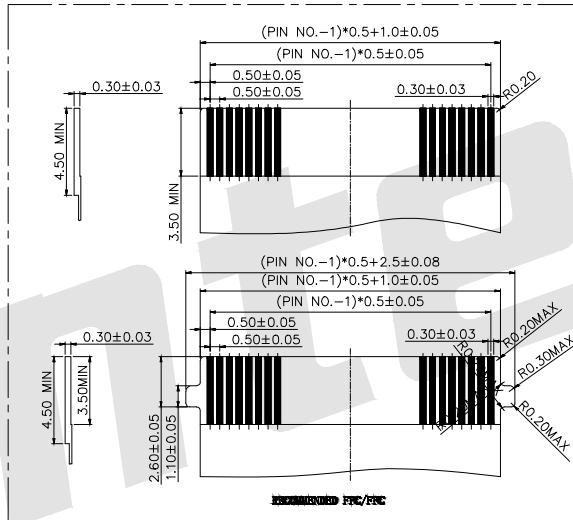 (PIN NO.-1)*0.5+1.0±0.05
(PIN NO.-1)*0.5±0.05
0.50±0.05
0.30±0.03
0.50±0.05
0.30±0.03
R0.20
4.50 MIN
3.50 MIN
(PIN NO.-1)*0.5+2.5±0.08
(PIN NO.-1)*0.5+1.0±0.05
(PIN NO.-1)*0.5±0.05
0.50±0.05
0.30±0.03
0.50±0.05
0.30±0.03
R0.20MAX
R0.30MAX
R0.20MAX
4.50 MIN
3.50MIN
2.60±0.05
1.10±0.05
FPC/FFC
nte